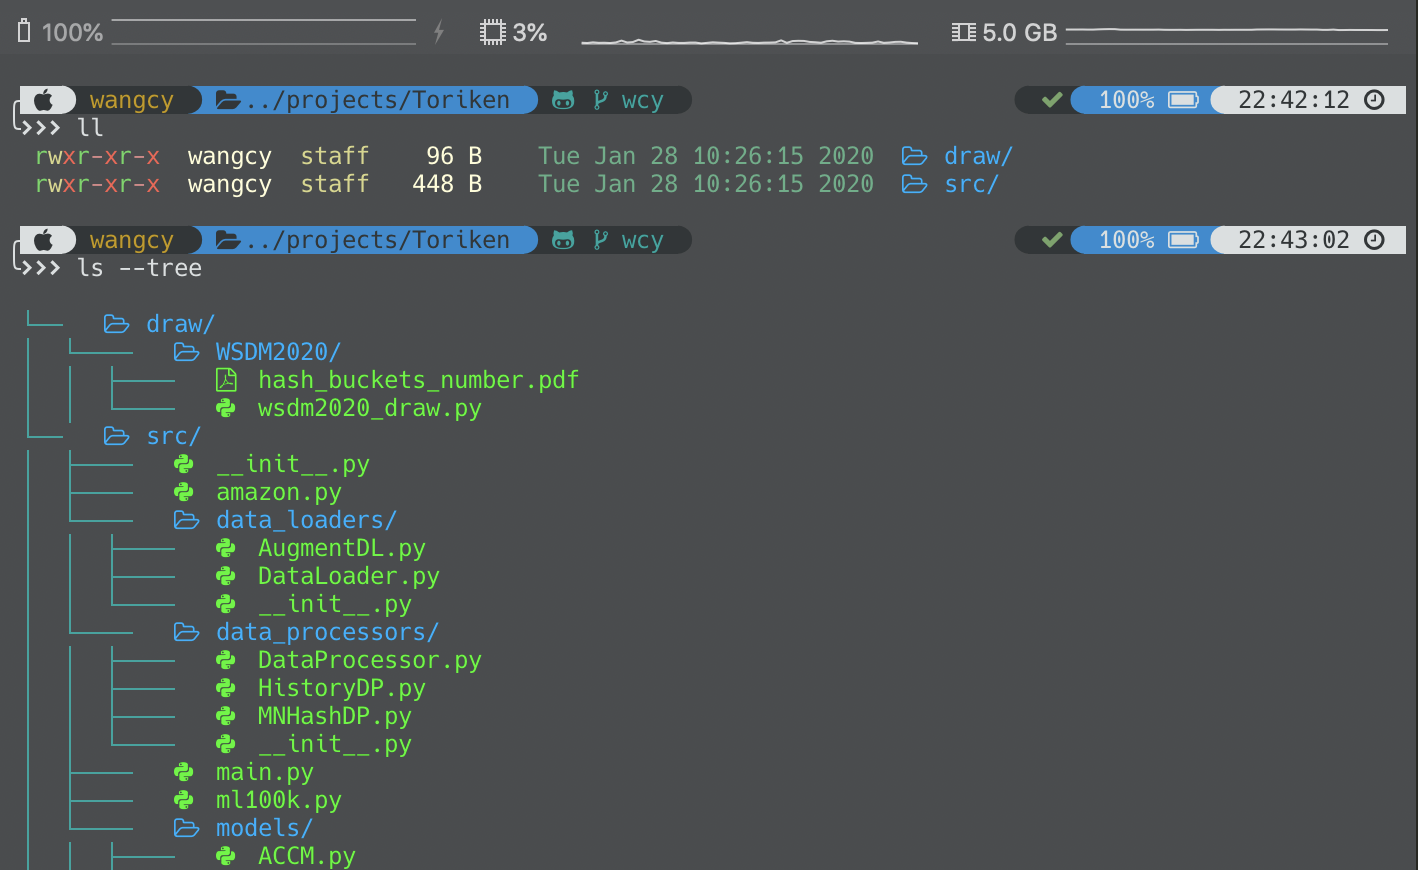 100% 3% 5.0 GB
wangcy ../projects/Toriken wcy 100% 22:42:12
>>> ll
rwxr-xr-x wangcy staff 96 B Tue Jan 28 10:26:15 2020 draw/
rwxr-xr-x wangcy staff 448 B Tue Jan 28 10:26:15 2020 src/
wangcy ../projects/Toriken wcy 100% 22:43:02
>>> ls --tree
draw/
WSDM2020/
hash_buckets_number.pdf
wsdm2020_draw.py
src/
__init__.py
amazon.py
data_loaders/
AugmentDL.py
DataLoader.py
__init__.py
data_processors/
DataProcessor.py
HistoryDP.py
MNHashDP.py
__init__.py
main.py
ml100k.py
models/
ACCM.py